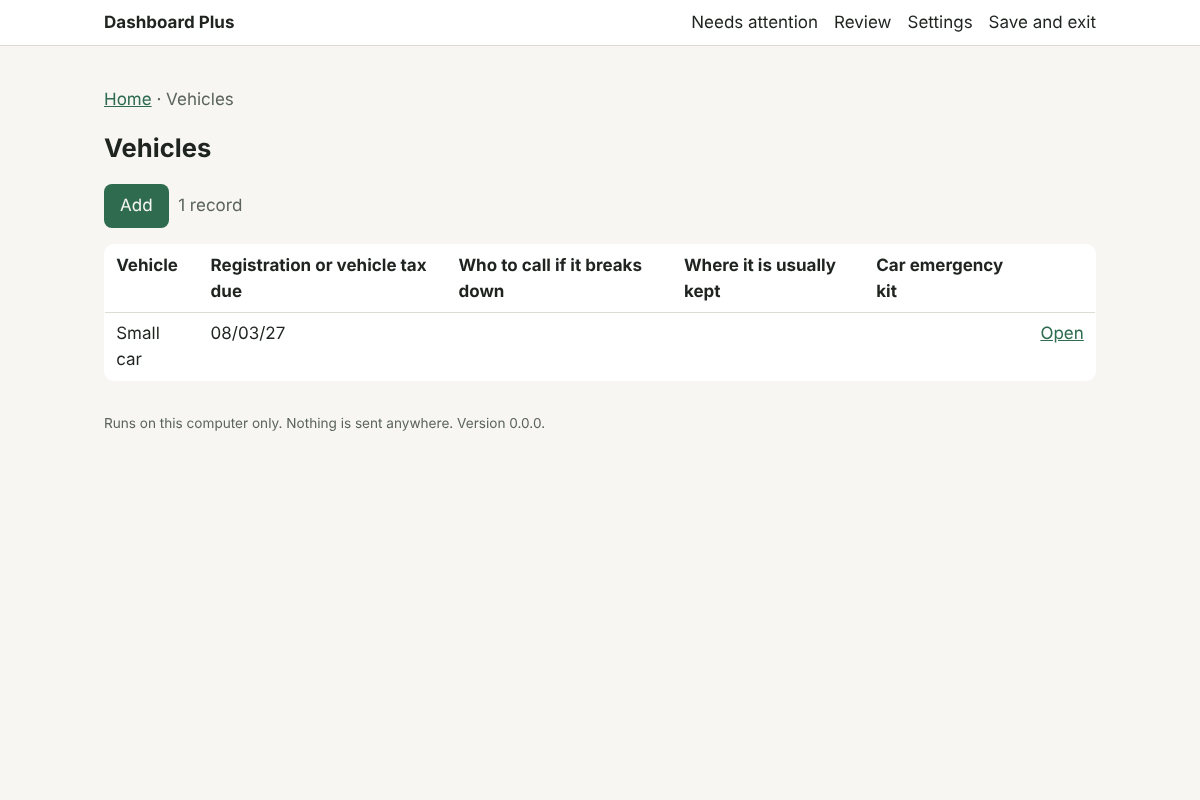 Dashboard Plus
Needs attention Review Settings Save and exit
Home · Vehicles
Vehicles
Add 1 record
Vehicle Registration or vehicle tax due Who to call if it breaks down Where it is usually kept Car emergency kit
Small car 08/03/27 Open
Runs on this computer only. Nothing is sent anywhere. Version 0.0.0.